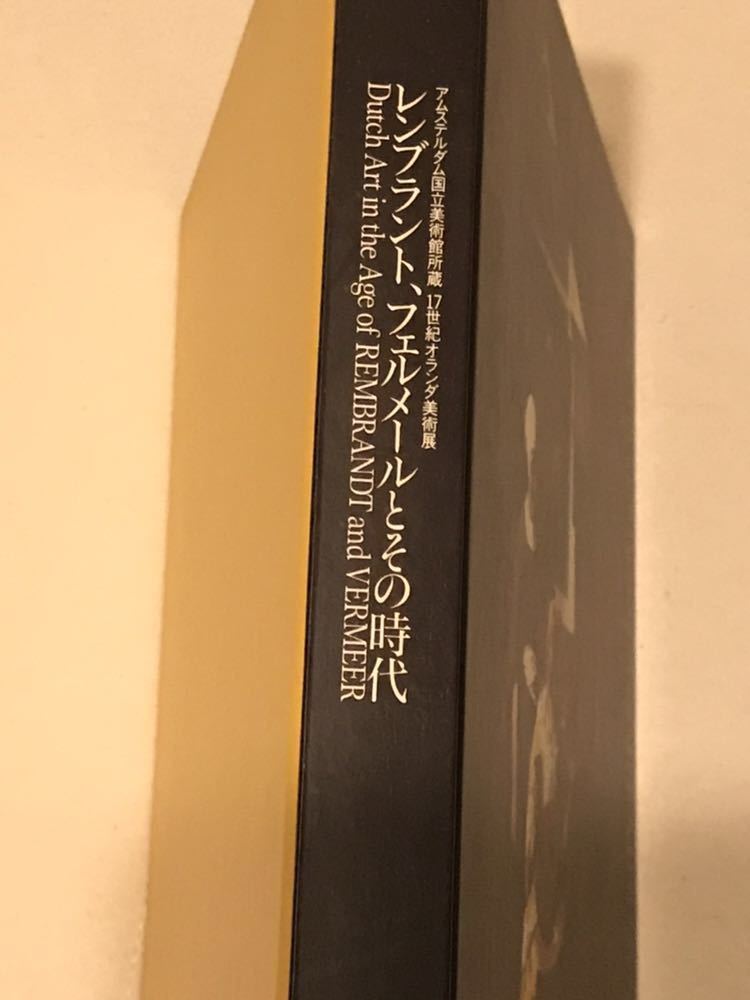 アムステルダム国立美術館所蔵 17世紀オランダ美術展
レンブラント、フェルメールとその時代
Dutch Art in the Age of REMBRANDT and VERMEER